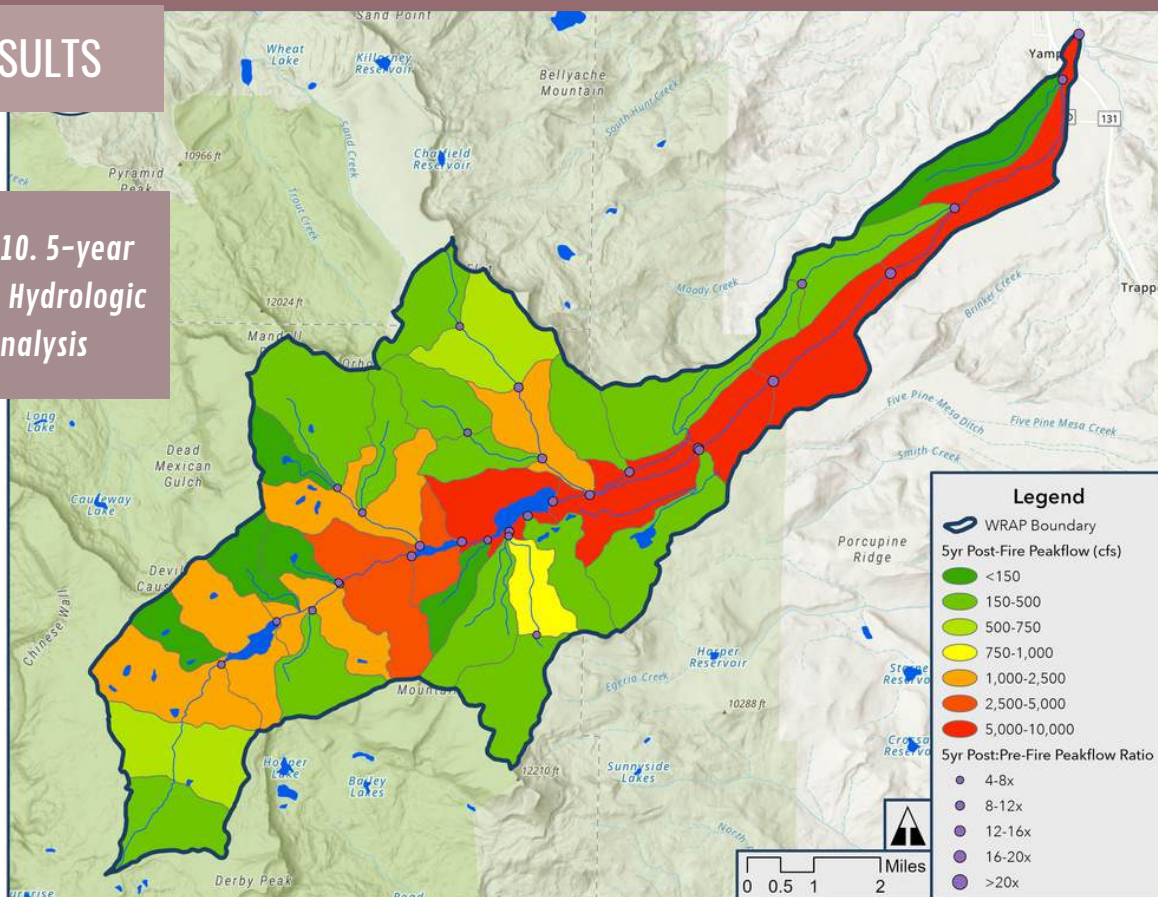 SULTS
10. 5-year
Hydrologic
nalysis
Sand Point
Wheat
Lake
Killarney
Reservoir
Bellyache
Mountain
South Hunt Creek
Yamp
131
Sand Creek
Chatfield
Reservoir
10966 ft
Pyramid
Peak
Trout Creek
Moody Creek
Brinker Creek
Trapp
12024 ft
Long
Lake
Dead
Mexican
Gulch
Causeway
Lake
Five Pine Mesa Ditch
Five Pine Mesa Creek
Smith Creek
Porcupine
Ridge
Devil
Caus
Chinese Wall
Harper
Reservoir
Egeria Creek
10288 ft
Mountain
Hooper
Lake
Bailey
Lakes
12210 ft
Sunnyside
Lakes
Derby Peak
Legend
WRAP Boundary
5yr Post-Fire Peakflow (cfs)
<150
150-500
500-750
750-1,000
1,000-2,500
2,500-5,000
5,000-10,000
5yr Post:Pre-Fire Peakflow Ratio
4-8x
8-12x
12-16x
16-20x
>20x
Miles
0 0.5 1 2